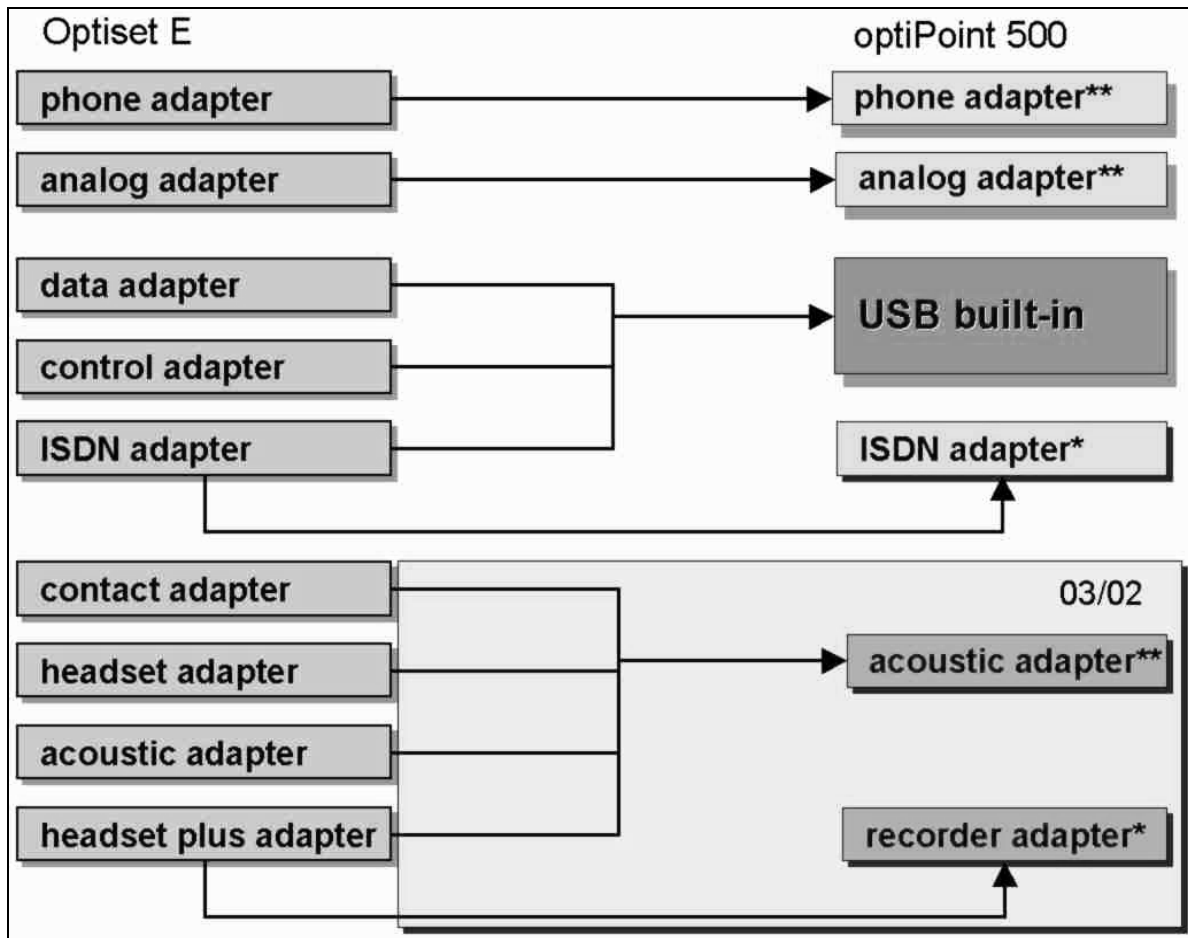 Optiset E
optiPoint 500
phone adapter
phone adapter**
analog adapter
analog adapter**
data adapter
USB built-in
control adapter
ISDN adapter
ISDN adapter*
contact adapter
03/02
headset adapter
acoustic adapter**
acoustic adapter
headset plus adapter
recorder adapter*